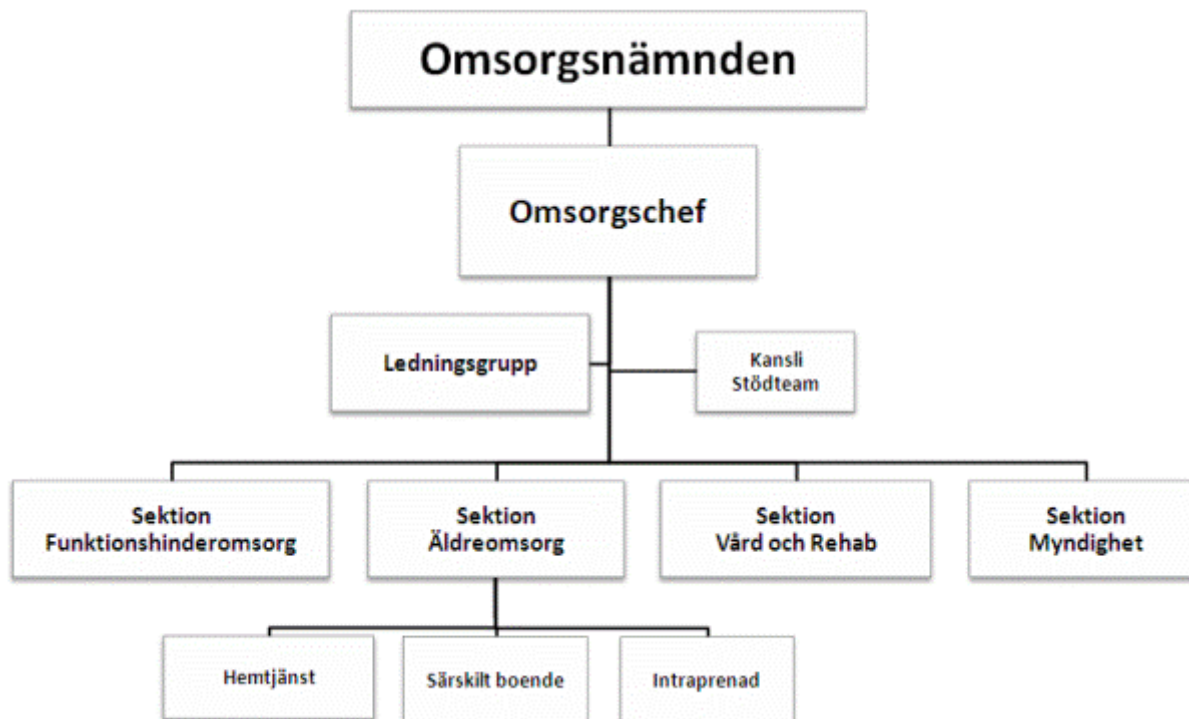 Omsorgsnämnden
Omsorgschef
Ledningsgrupp
Kansli
Stödteam
Sektion
Funktionshinderomsorg
Sektion
Äldreomsorg
Sektion
Vård och Rehab
Sektion
Myndighet
Hemtjänst
Särskilt boende
Intraprenad